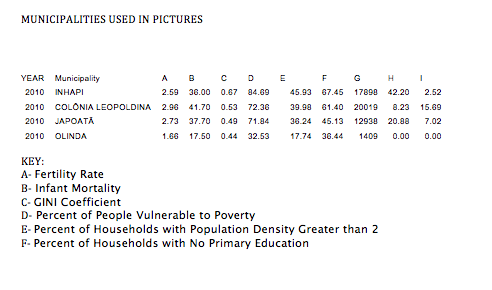 MUNICIPALITIES USED IN PICTURES
YEAR Municipality A B C D E F G H I
2010 INHAPI 2.59 36.00 0.67 84.69 45.93 67.45 17898 42.20 2.52
2010 COLÔNIA LEOPOLDINA 2.96 41.70 0.53 72.36 39.98 61.40 20019 8.23 15.69
2010 JAPOATÃ 2.73 37.70 0.49 71.84 36.24 45.13 12938 20.88 7.02
2010 OLINDA 1.66 17.50 0.44 32.53 17.74 36.44 1409 0.00 0.00
KEY:
A- Fertility Rate
B- Infant Mortality
C- GINI Coefficient
D- Percent of People Vulnerable to Poverty
E- Percent of Households with Population Density Greater than 2
F- Percent of Households with No Primary Education